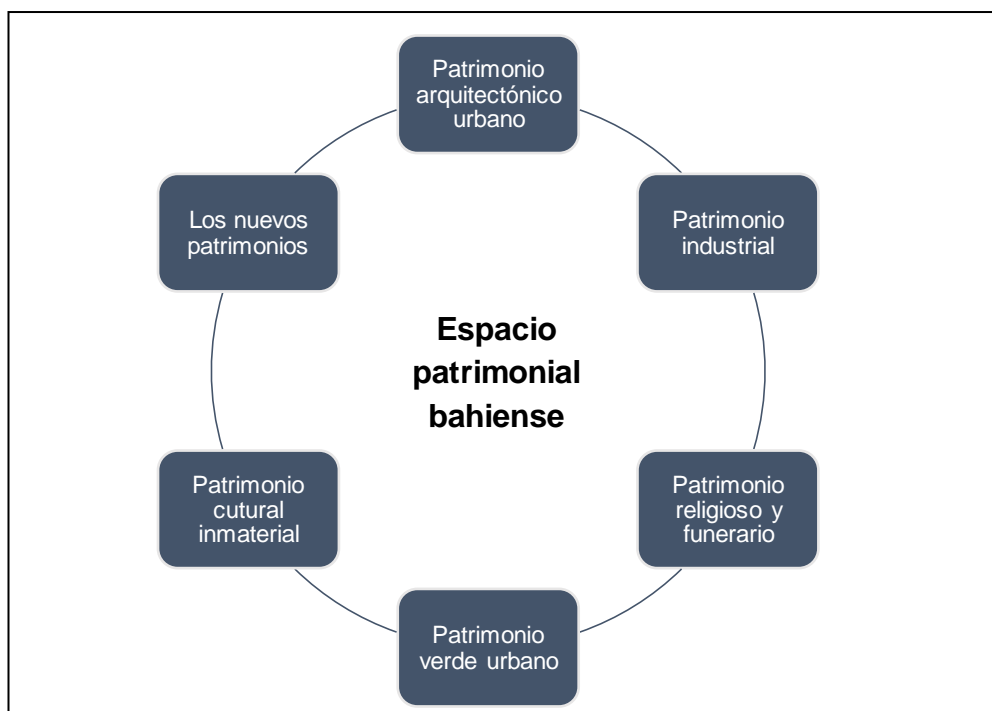 Patrimonio
arquitectónico
urbano
Los nuevos
patrimonios
Patrimonio
industrial
Espacio
patrimonial
bahiense
Patrimonio
cutural
inmaterial
Patrimonio
religioso y
funerario
Patrimonio
verde urbano